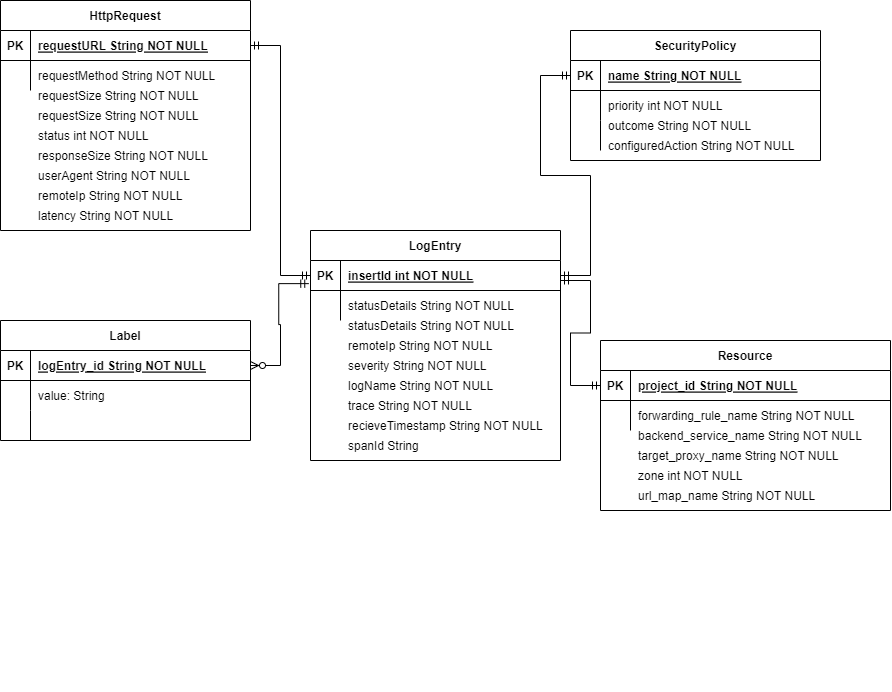 HttpRequest
PK requestURL String NOT NULL
requestMethod String NOT NULL
requestSize String NOT NULL
requestSize String NOT NULL
status int NOT NULL
responseSize String NOT NULL
userAgent String NOT NULL
remoteIp String NOT NULL
latency String NOT NULL
SecurityPolicy
PK name String NOT NULL
priority int NOT NULL
outcome String NOT NULL
configuredAction String NOT NULL
LogEntry
PK insertId int NOT NULL
statusDetails String NOT NULL
statusDetails String NOT NULL
remoteIp String NOT NULL
severity String NOT NULL
logName String NOT NULL
trace String NOT NULL
recieveTimestamp String NOT NULL
spanId String
Label
PK logEntry_id String NOT NULL
value: String
Resource
PK project_id String NOT NULL
forwarding_rule_name String NOT NULL
backend_service_name String NOT NULL
target_proxy_name String NOT NULL
zone int NOT NULL
url_map_name String NOT NULL